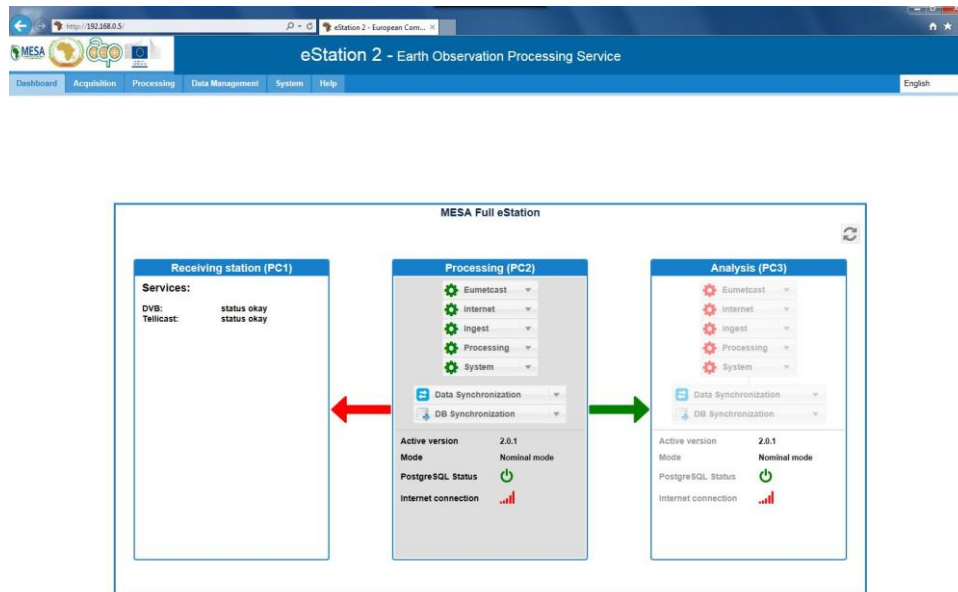 http://192.168.0.5/
eStation 2 - European Com...
MESA
acp
eStation 2 - Earth Observation Processing Service
Dashboard Acquisition Processing Data Management System Help English
MESA Full eStation
Receiving station (PC1)
Services:
DVB: status okay
Tellicast: status okay
Processing (PC2)
Eumetcast
Internet
Ingest
Processing
System
Data Synchronization
DB Synchronization
Active version 2.0.1
Mode Nominal mode
PostgreSQL Status
Internet connection
Analysis (PC3)
Eumetcast
Internet
Ingest
Processing
System
Data Synchronization
DB Synchronization
Active version 2.0.1
Mode Nominal mode
PostgreSQL Status
Internet connection